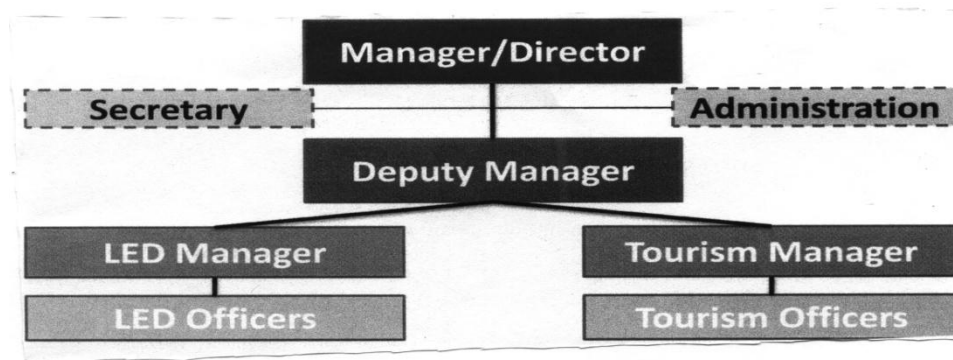 Manager/Director
Secretary
Administration
Deputy Manager
LED Manager
Tourism Manager
LED Officers
Tourism Officers